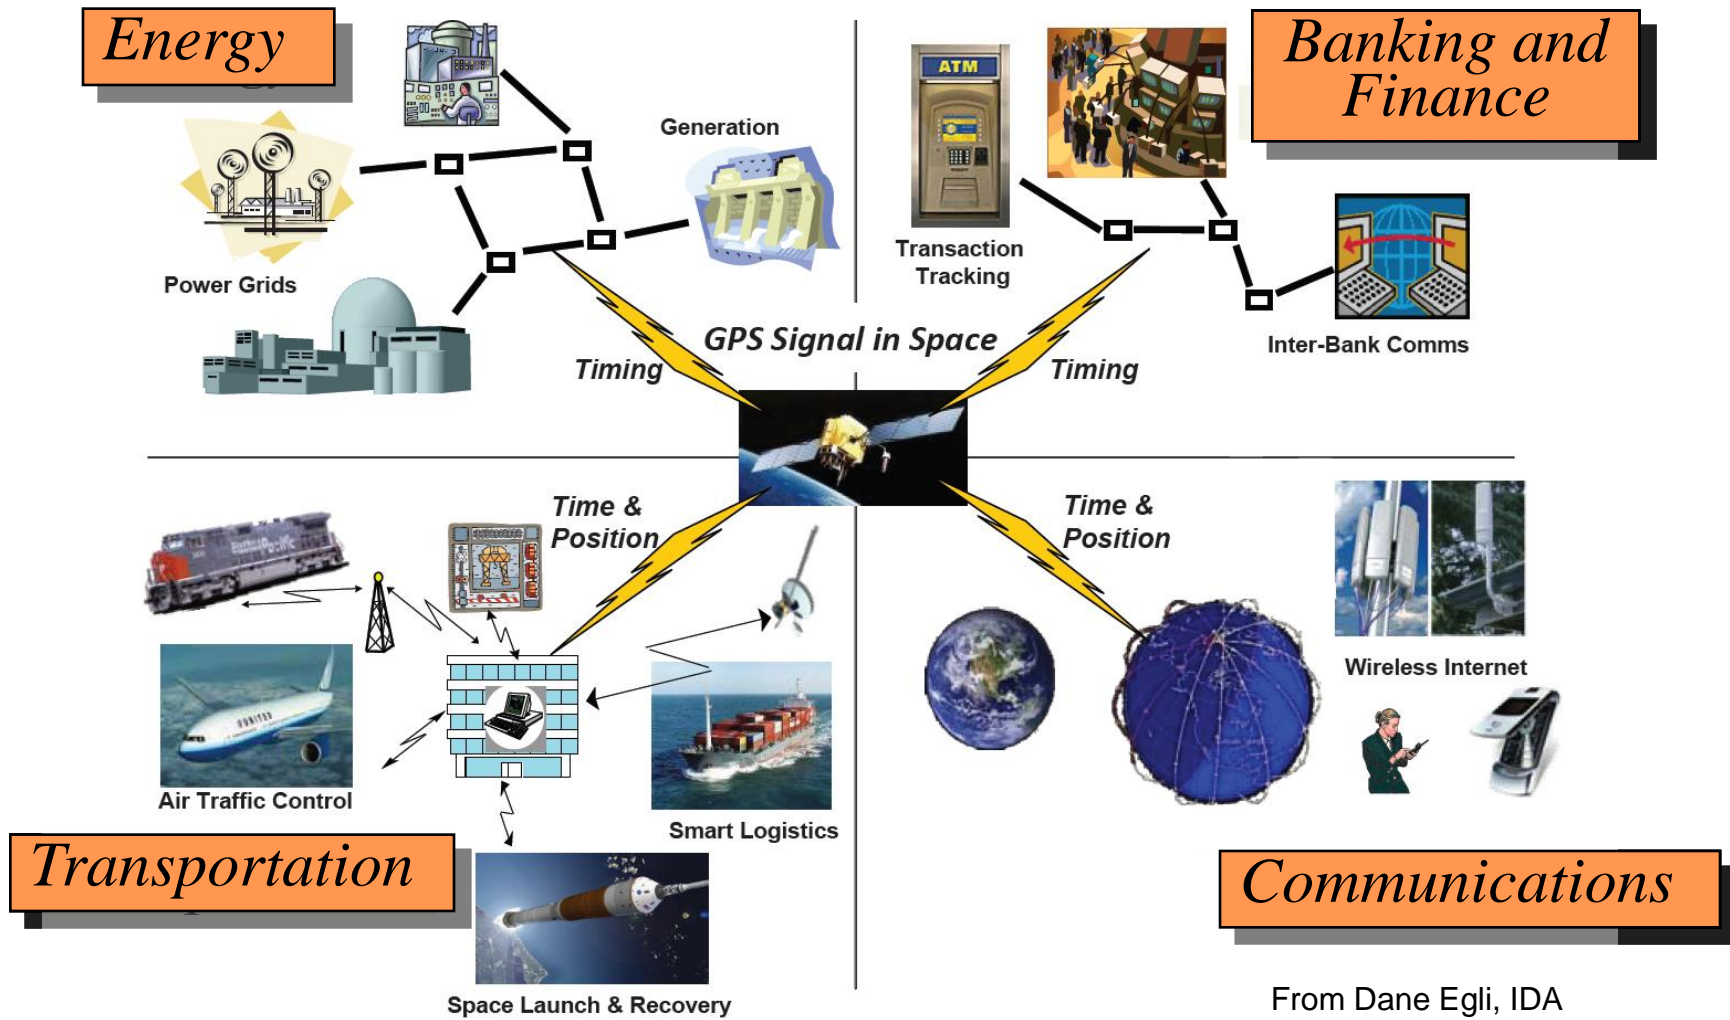 Energy
Banking and
Finance
ATM
Generation
Transaction
Tracking
Power Grids
GPS Signal in Space
Inter-Bank Comms
Timing
Timing
Time &
Position
Time &
Position
Wireless Internet
UNITED
Air Traffic Control
Smart Logistics
Transportation
Communications
Space Launch & Recovery
From Dane Egli, IDA